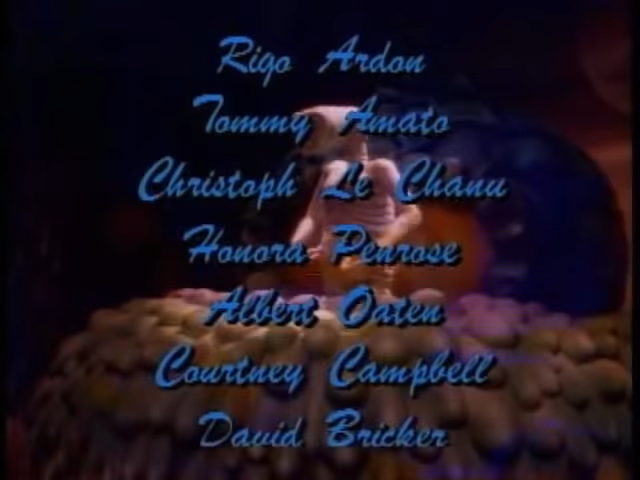 Rigo Ardon
Tommy Amato
Christoph Le Chanu
Honora Penrose
Albert Oaten
Courtney Campbell
David Bricker